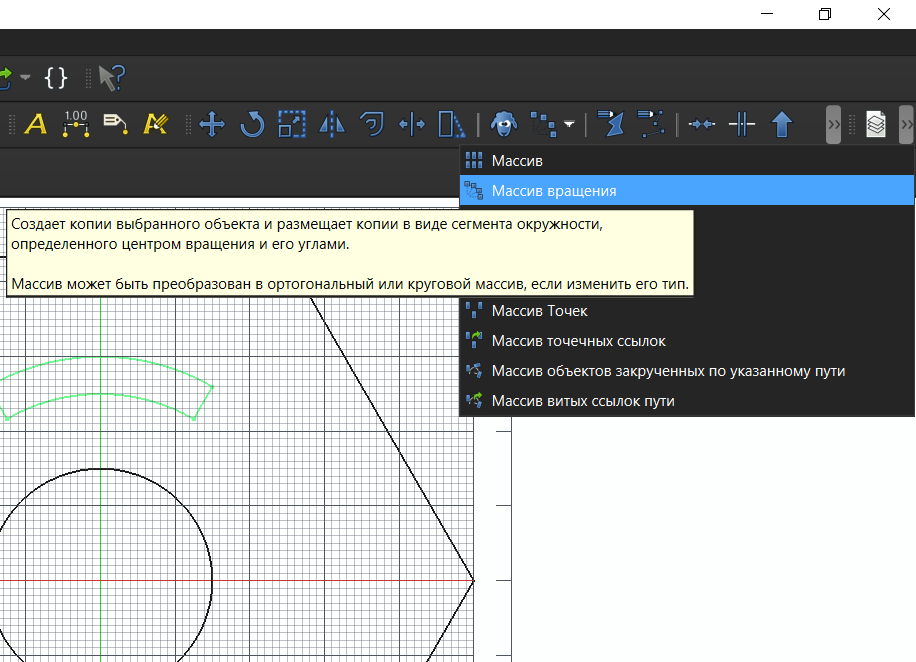 { }
?
A
1.00
A
Массив
Массив вращения
Создает копии выбранного объекта и размещает копии в виде сегмента окружности,
определенного центром вращения и его углами.
Массив может быть преобразован в ортогональный или круговой массив, если изменить его тип.
Массив Точек
Массив точечных ссылок
Массив объектов закрученных по указанному пути
Массив витых ссылок пути